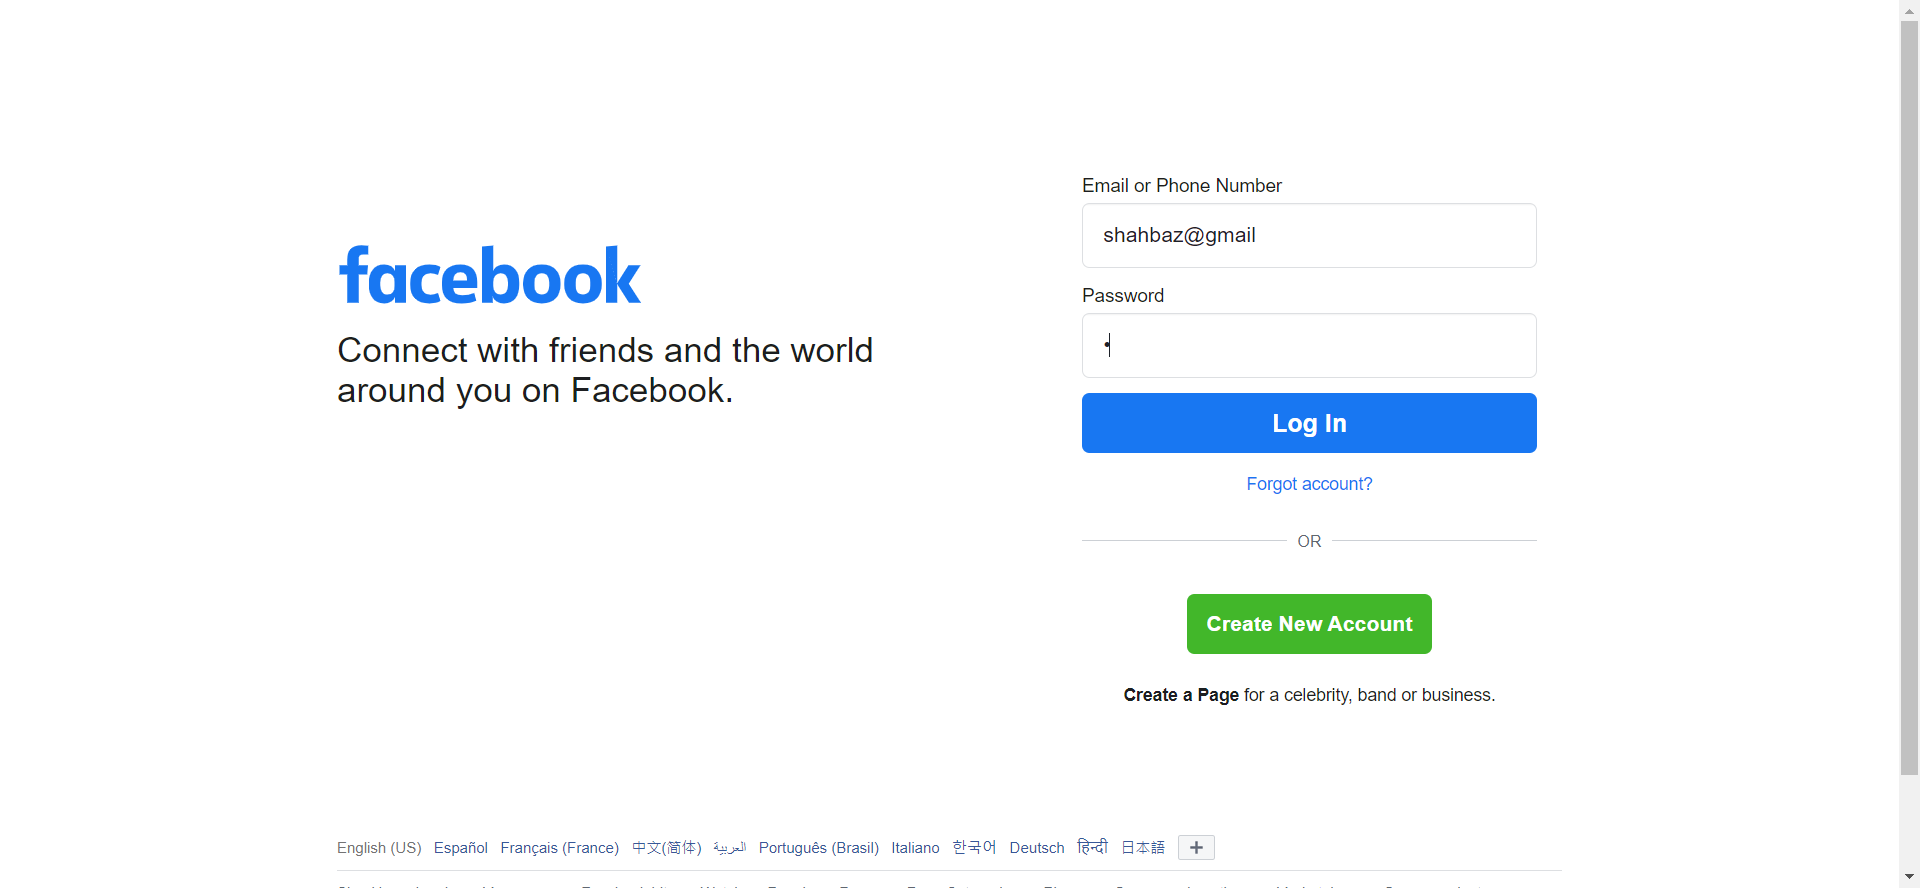 facebook
Connect with friends and the world
around you on Facebook.
Email or Phone Number
shahbaz@gmail
Password
•
Log In
Forgot account?
OR
Create New Account
Create a Page for a celebrity, band or business.
English (US) Español Français (France) 中文(简体) العربية Português (Brasil) Italiano 한국어 Deutsch हिन्दी 日本語 +